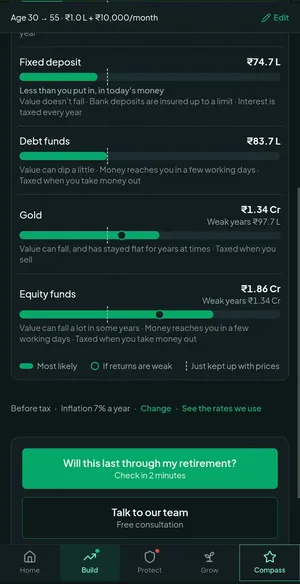 Age 30 → 55 · ₹1.0 L + ₹10,000/month
Edit
year
Fixed deposit
₹74.7 L
Less than you put in, in today's money
Value doesn't fall · Bank deposits are insured up to a limit · Interest is
taxed every year
Debt funds
₹83.7 L
Value can dip a little · Money reaches you in a few working days ·
Taxed when you take money out
Gold
₹1.34 Cr
Weak years ₹97.7 L
Value can fall, and has stayed flat for years at times · Taxed when you
sell
Equity funds
₹1.86 Cr
Weak years ₹1.34 Cr
Value can fall a lot in some years · Money reaches you in a few
working days · Taxed when you take money out
Most likely
If returns are weak
Just kept up with prices
Before tax · Inflation 7% a year · Change · See the rates we use
Will this last through my retirement?
Check in 2 minutes
Talk to our team
Free consultation
Home
Build
Protect
Grow
Compass